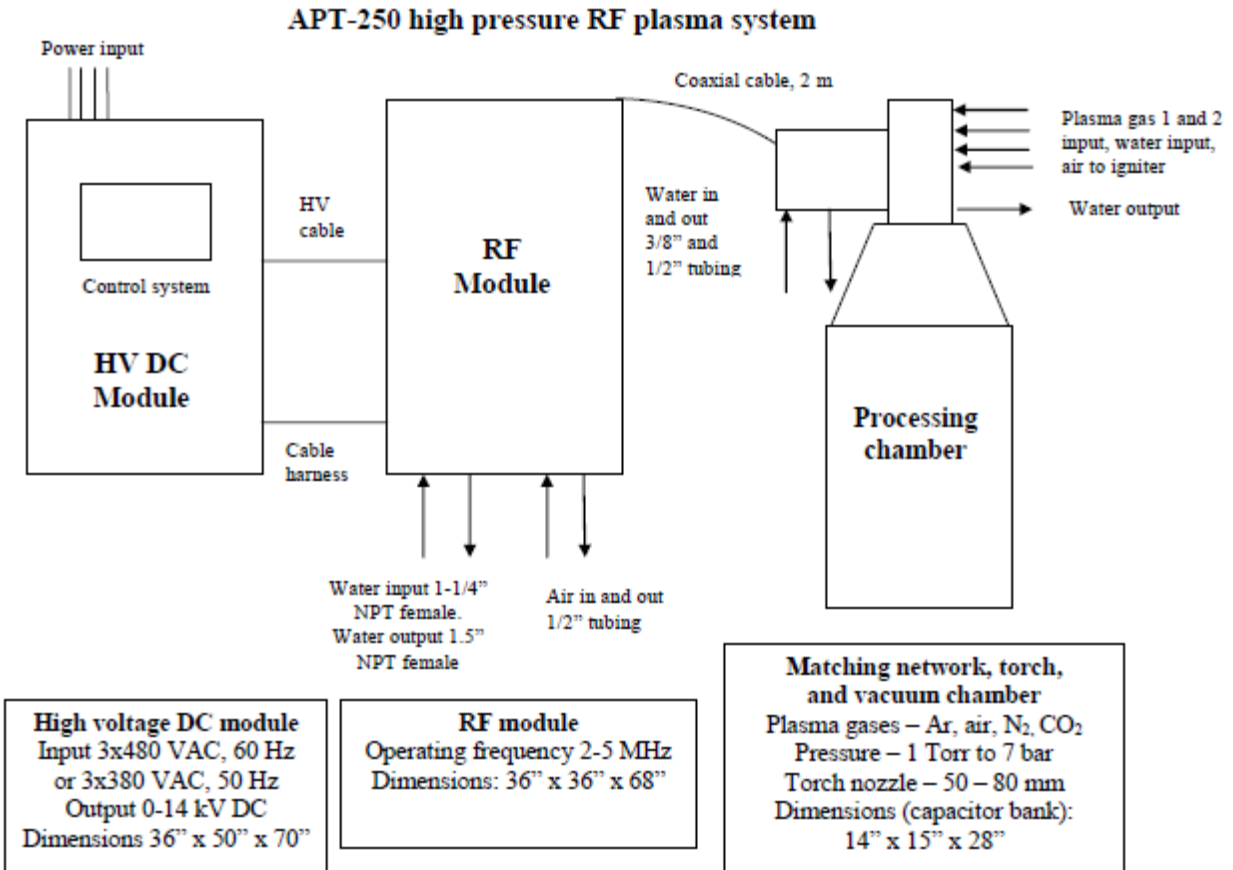 APT-250 high pressure RF plasma system
Power input
Coaxial cable, 2 m
Plasma gas 1 and 2
input, water input,
air to igniter
Water output
HV
cable
Water in
and out
3/8” and
1/2” tubing
RF
Module
Control system
HV DC
Module
Processing
chamber
Cable
harness
Water input 1-1/4”
NPT female.
Water output 1.5”
NPT female
Air in and out
1/2” tubing
High voltage DC module
Input 3x480 VAC, 60 Hz
or 3x380 VAC, 50 Hz
Output 0-14 kV DC
Dimensions 36” x 50” x 70”
RF module
Operating frequency 2-5 MHz
Dimensions: 36” x 36” x 68”
Matching network, torch,
and vacuum chamber
Plasma gases – Ar, air, N₂, CO₂
Pressure – 1 Torr to 7 bar
Torch nozzle – 50 – 80 mm
Dimensions (capacitor bank):
14” x 15” x 28”